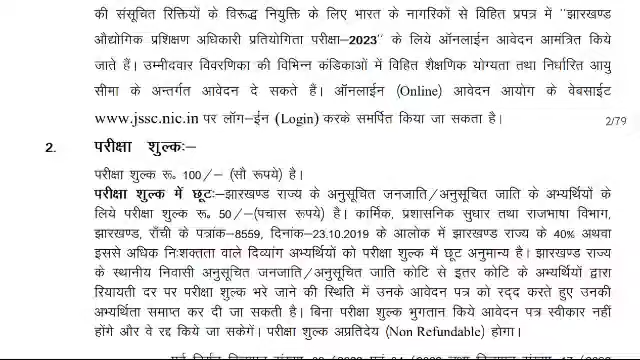 की संसूचित रिक्तियों के विरूद्ध नियुक्ति के लिए भारत के नागरिकों से विहित प्रपत्र में "झारखण्ड
औद्योगिक प्रशिक्षण अधिकारी प्रतियोगिता परीक्षा–2023" के लिये ऑनलाईन आवेदन आमंत्रित किये
जाते हैं। उम्मीदवार विवरणिका की विभिन्न कंडिकाओं में विहित शैक्षणिक योग्यता तथा निर्धारित आयु
सीमा के अन्तर्गत आवेदन दे सकते हैं। ऑनलाईन (Online) आवेदन आयोग के वेबसाईट
www.jssc.nic.in पर लॉग–ईन (Login) करके समर्पित किया जा सकता है।
2/79
2. परीक्षा शुल्कः–
परीक्षा शुल्क रू० 100/– (सौ रूपये) है।
परीक्षा शुल्क में छूटः–झारखण्ड राज्य के अनुसूचित जनजाति/अनुसूचित जाति के अभ्यर्थियों के
लिये परीक्षा शुल्क रू० 50/–(पचास रूपये) है। कार्मिक, प्रशासनिक सुधार तथा राजभाषा विभाग,
झारखण्ड, राँची के पत्रांक–8559, दिनांक–23.10.2019 के आलोक में झारखण्ड राज्य के 40% अथवा
इससे अधिक निःशक्तता वाले दिव्यांग अभ्यर्थियों को परीक्षा शुल्क में छूट अनुमान्य है। झारखण्ड राज्य
के स्थानीय निवासी अनुसूचित जनजाति/अनुसूचित जाति कोटि से इतर कोटि के अभ्यर्थियों द्वारा
रियायती दर पर परीक्षा शुल्क भरे जाने की स्थिति में उनके आवेदन पत्र को रद्द करते हुए उनकी
अभ्यर्थिता समाप्त कर दी जा सकती है। बिना परीक्षा शुल्क भुगतान किये आवेदन पत्र स्वीकार नहीं
होंगे और वे रद्द किये जा सकेगें। परीक्षा शुल्क अप्रतिदेय (Non Refundable) होगा।